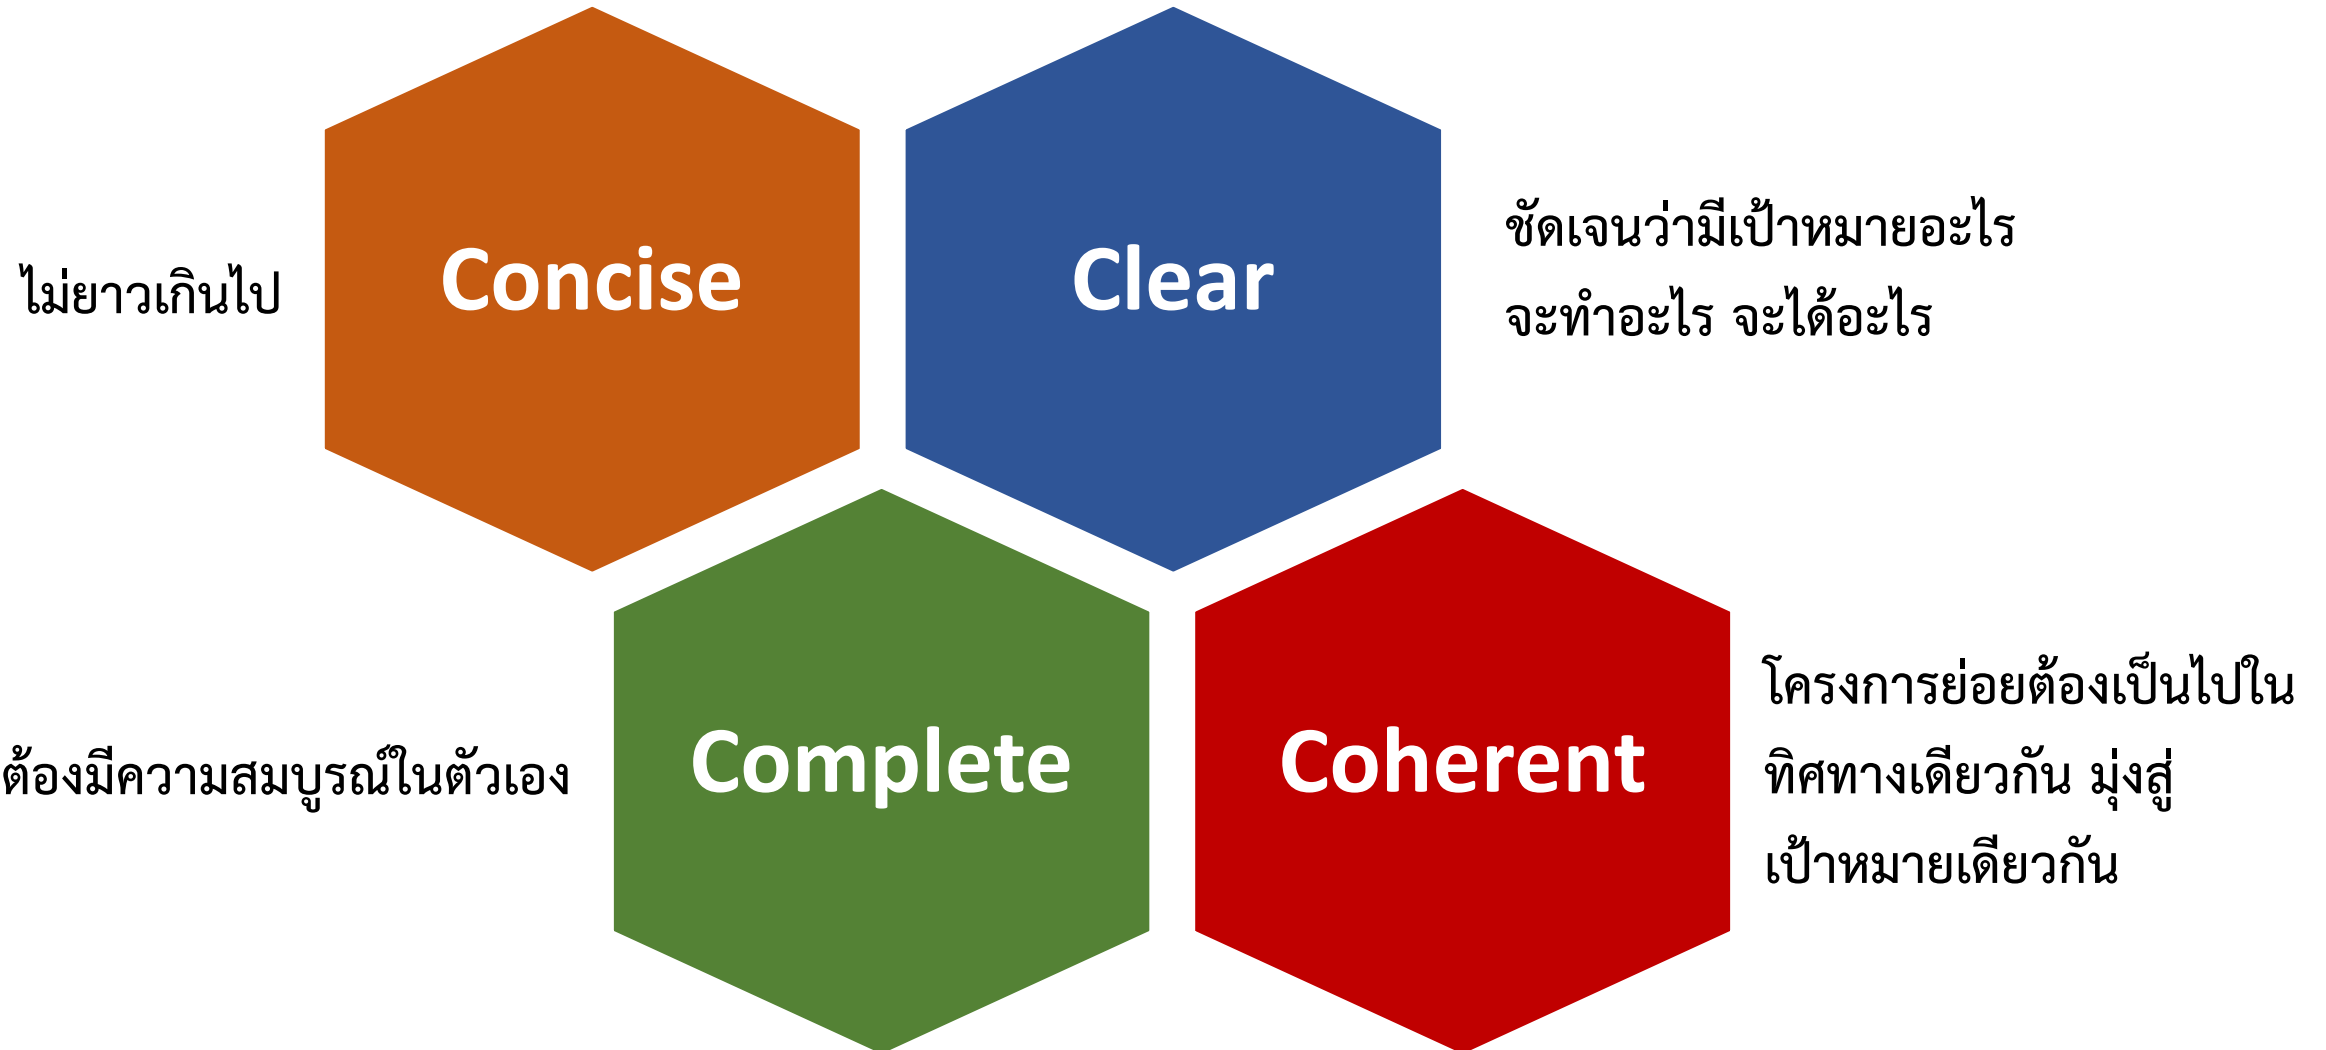 ไม่ยาวเกินไป
Concise
Clear
ชัดเจนว่ามีเป้าหมายอะไร
จะทำอะไร จะได้อะไร
ต้องมีความสมบูรณ์ในตัวเอง
Complete
Coherent
โครงการย่อยต้องเป็นไปใน
ทิศทางเดียวกัน มุ่งสู่
เป้าหมายเดียวกัน